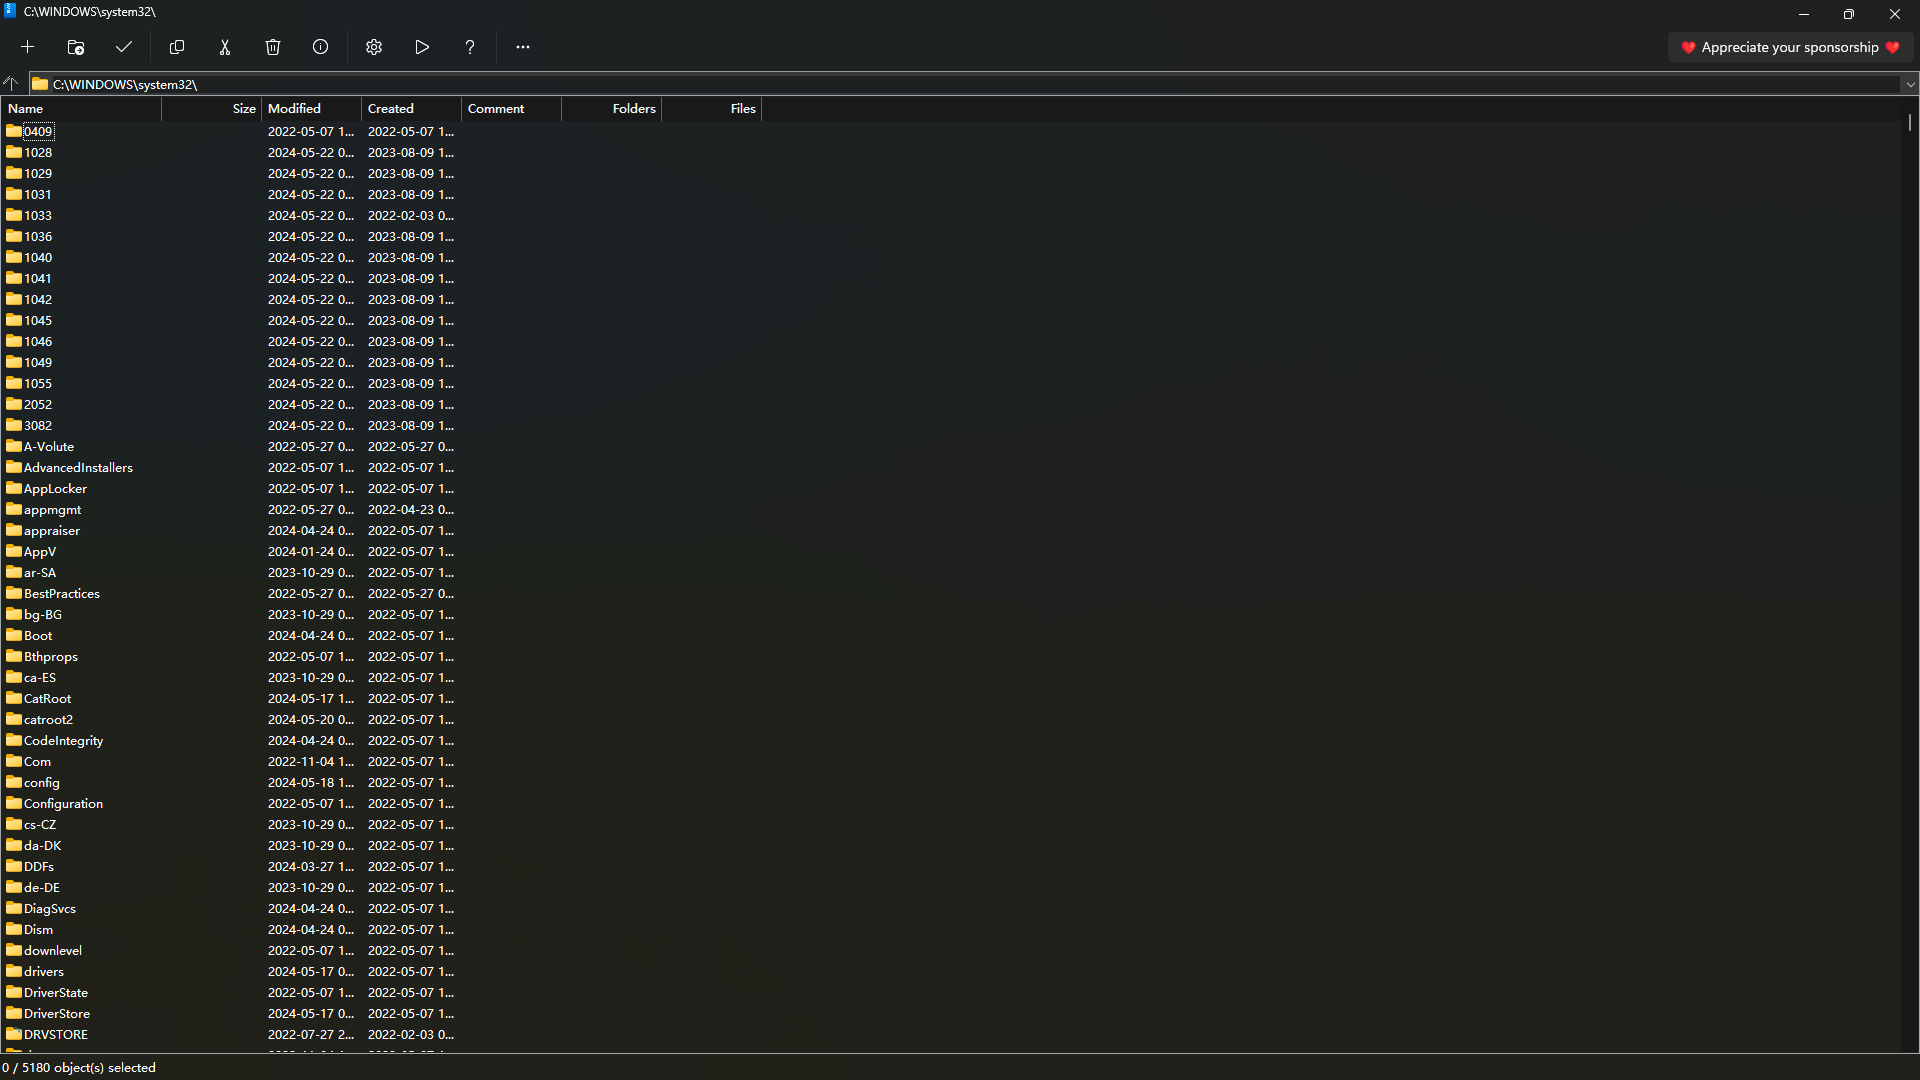 C:\WINDOWS\system32\
Appreciate your sponsorship
C:\WINDOWS\system32\
Name Size Modified Created Comment Folders Files
0409 2022-05-07 1... 2022-05-07 1...
1028 2024-05-22 0... 2023-08-09 1...
1029 2024-05-22 0... 2023-08-09 1...
1031 2024-05-22 0... 2023-08-09 1...
1033 2024-05-22 0... 2022-02-03 0...
1036 2024-05-22 0... 2023-08-09 1...
1040 2024-05-22 0... 2023-08-09 1...
1041 2024-05-22 0... 2023-08-09 1...
1042 2024-05-22 0... 2023-08-09 1...
1045 2024-05-22 0... 2023-08-09 1...
1046 2024-05-22 0... 2023-08-09 1...
1049 2024-05-22 0... 2023-08-09 1...
1055 2024-05-22 0... 2023-08-09 1...
2052 2024-05-22 0... 2023-08-09 1...
3082 2024-05-22 0... 2023-08-09 1...
A-Volute 2022-05-27 0... 2022-05-27 0...
AdvancedInstallers 2022-05-07 1... 2022-05-07 1...
AppLocker 2022-05-07 1... 2022-05-07 1...
appmgmt 2022-05-27 0... 2022-04-23 0...
appraiser 2024-04-24 0... 2022-05-07 1...
AppV 2024-01-24 0... 2022-05-07 1...
ar-SA 2023-10-29 0... 2022-05-07 1...
BestPractices 2022-05-27 0... 2022-05-27 0...
bg-BG 2023-10-29 0... 2022-05-07 1...
Boot 2024-04-24 0... 2022-05-07 1...
Bthprops 2022-05-07 1... 2022-05-07 1...
ca-ES 2023-10-29 0... 2022-05-07 1...
CatRoot 2024-05-17 1... 2022-05-07 1...
catroot2 2024-05-20 0... 2022-05-07 1...
CodeIntegrity 2024-04-24 0... 2022-05-07 1...
Com 2022-11-04 1... 2022-05-07 1...
config 2024-05-18 1... 2022-05-07 1...
Configuration 2022-05-07 1... 2022-05-07 1...
cs-CZ 2023-10-29 0... 2022-05-07 1...
da-DK 2023-10-29 0... 2022-05-07 1...
DDFs 2024-03-27 1... 2022-05-07 1...
de-DE 2023-10-29 0... 2022-05-07 1...
DiagSvcs 2024-04-24 0... 2022-05-07 1...
Dism 2024-04-24 0... 2022-05-07 1...
downlevel 2022-05-07 1... 2022-05-07 1...
drivers 2024-05-17 0... 2022-05-07 1...
DriverState 2022-05-07 1... 2022-05-07 1...
DriverStore 2024-05-17 0... 2022-05-07 1...
DRVSTORE 2022-07-27 2... 2022-02-03 0...
0 / 5180 object(s) selected